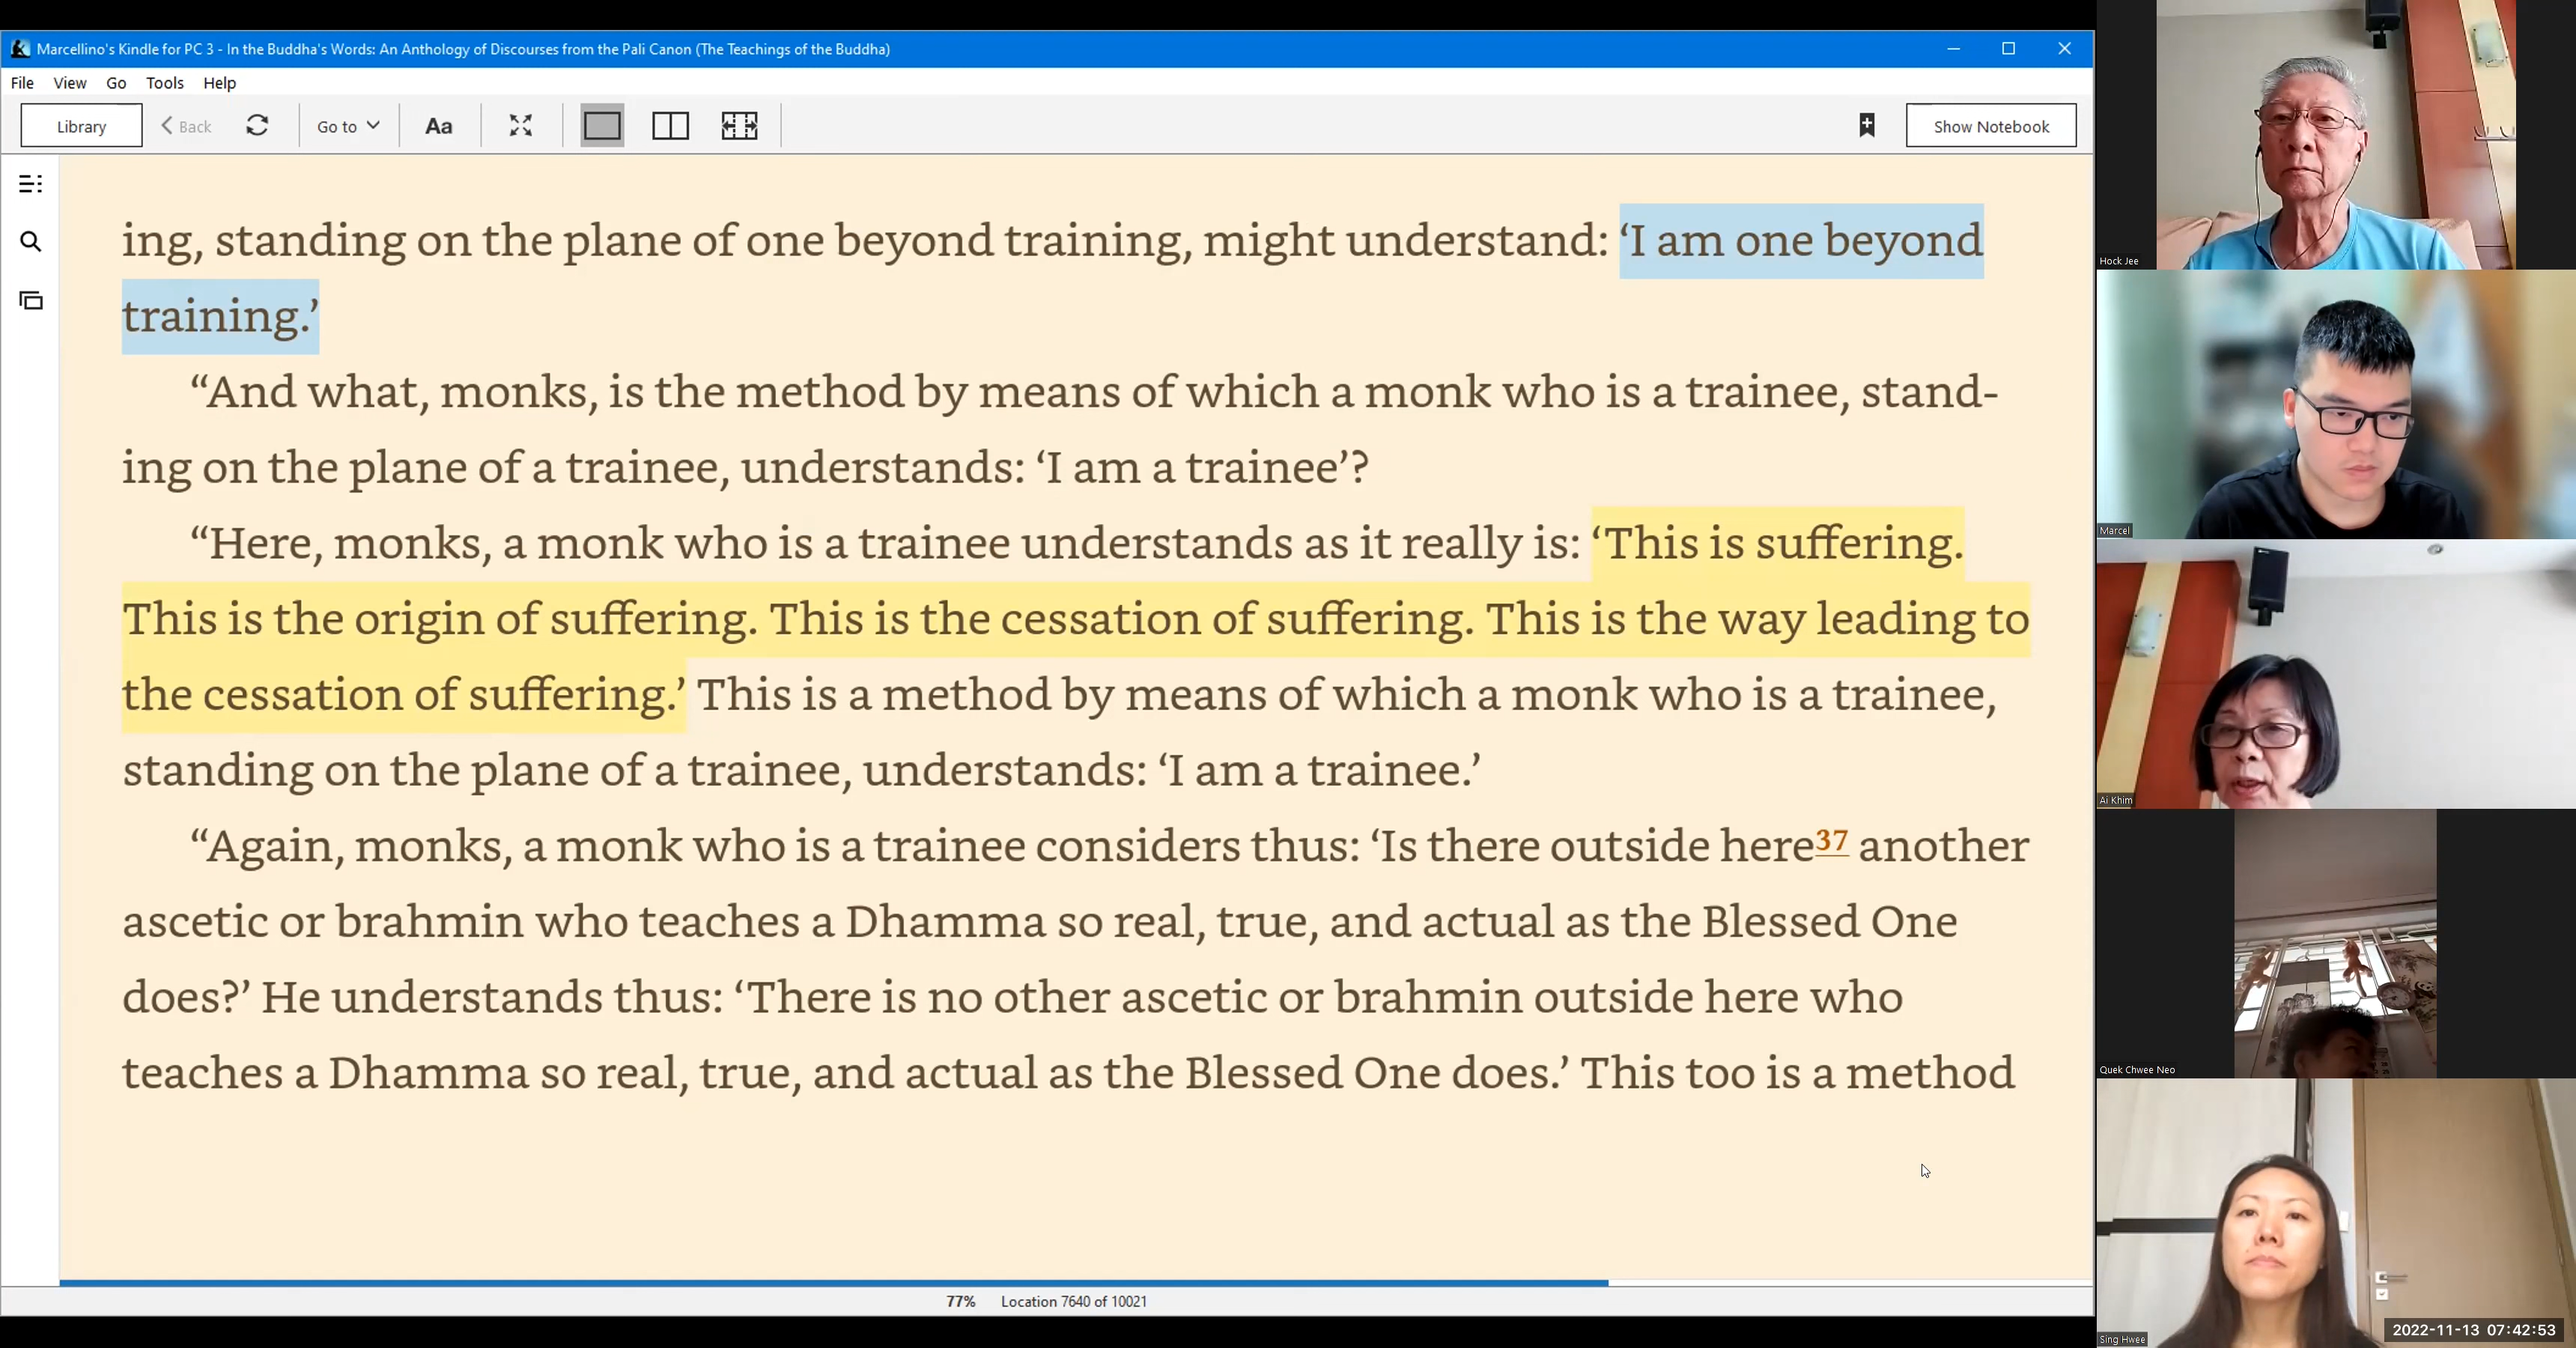 Marcellino's Kindle for PC 3 - In the Buddha's Words: An Anthology of Discourses from the Pali Canon (The Teachings of the Buddha)
File View Go Tools Help
Library Back Go to Aa Show Notebook
ing, standing on the plane of one beyond training, might understand: ‘I am one beyond
training.’
“And what, monks, is the method by means of which a monk who is a trainee, stand-
ing on the plane of a trainee, understands: ‘I am a trainee’?
“Here, monks, a monk who is a trainee understands as it really is: ‘This is suffering.
This is the origin of suffering. This is the cessation of suffering. This is the way leading to
the cessation of suffering.’ This is a method by means of which a monk who is a trainee,
standing on the plane of a trainee, understands: ‘I am a trainee.’
“Again, monks, a monk who is a trainee considers thus: ‘Is there outside here37 another
ascetic or brahmin who teaches a Dhamma so real, true, and actual as the Blessed One
does?’ He understands thus: ‘There is no other ascetic or brahmin outside here who
teaches a Dhamma so real, true, and actual as the Blessed One does.’ This too is a method
77% Location 7640 of 10021
Hock Jee
Marcel
Ai Khim
Quek Chwee Neo
Sing Hwee
2022-11-13 07:42:53